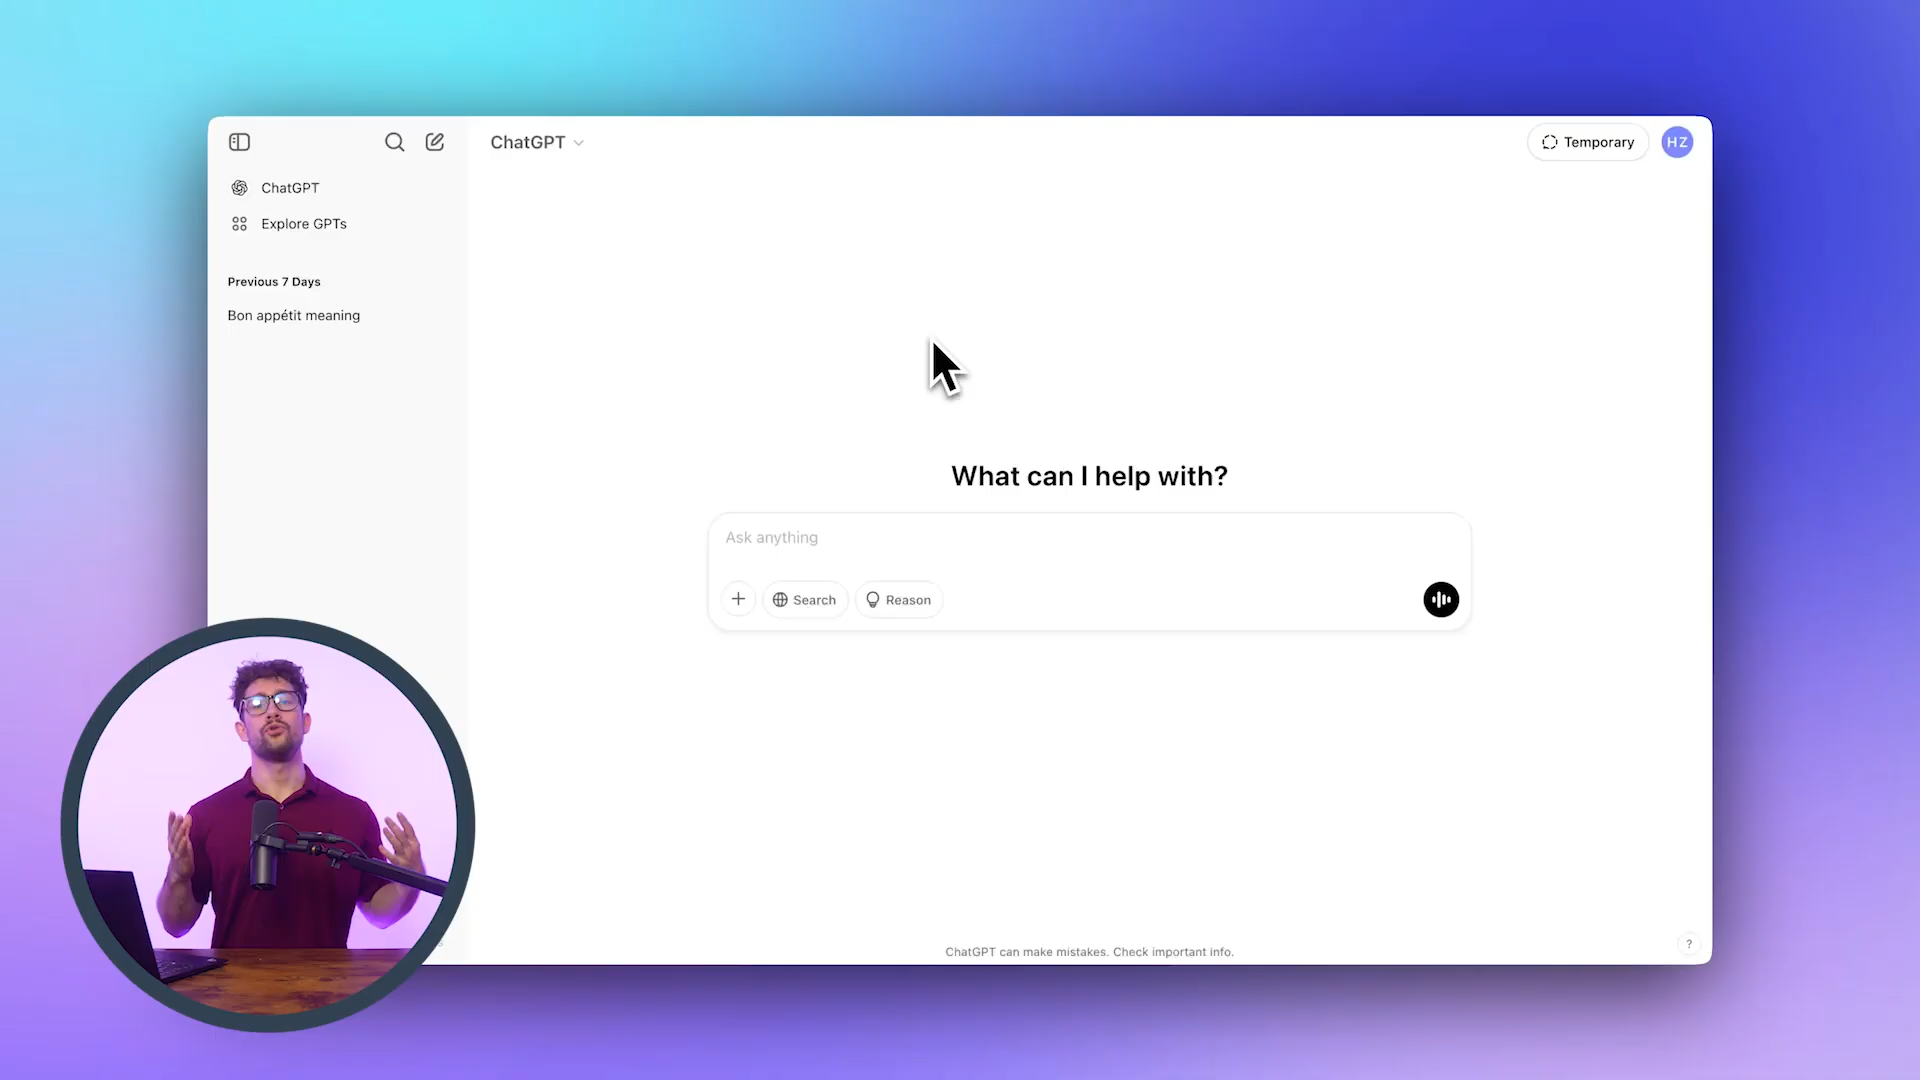 ChatGPT
Temporary
HZ
ChatGPT
Explore GPTs
Previous 7 Days
Bon appétit meaning
What can I help with?
Ask anything
Search
Reason
ChatGPT can make mistakes. Check important info.
?